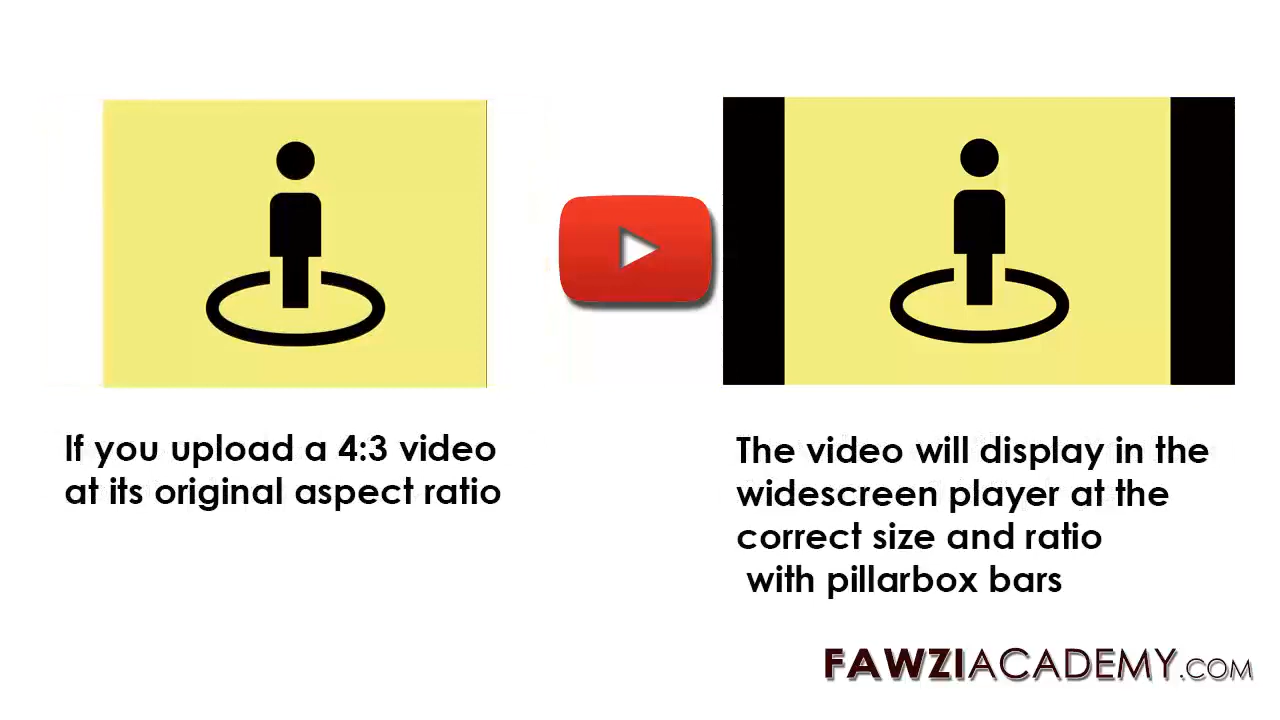 If you upload a 4:3 video
at its original aspect ratio
The video will display in the
widescreen player at the
correct size and ratio
with pillarbox bars
FAWZIACADEMY.COM